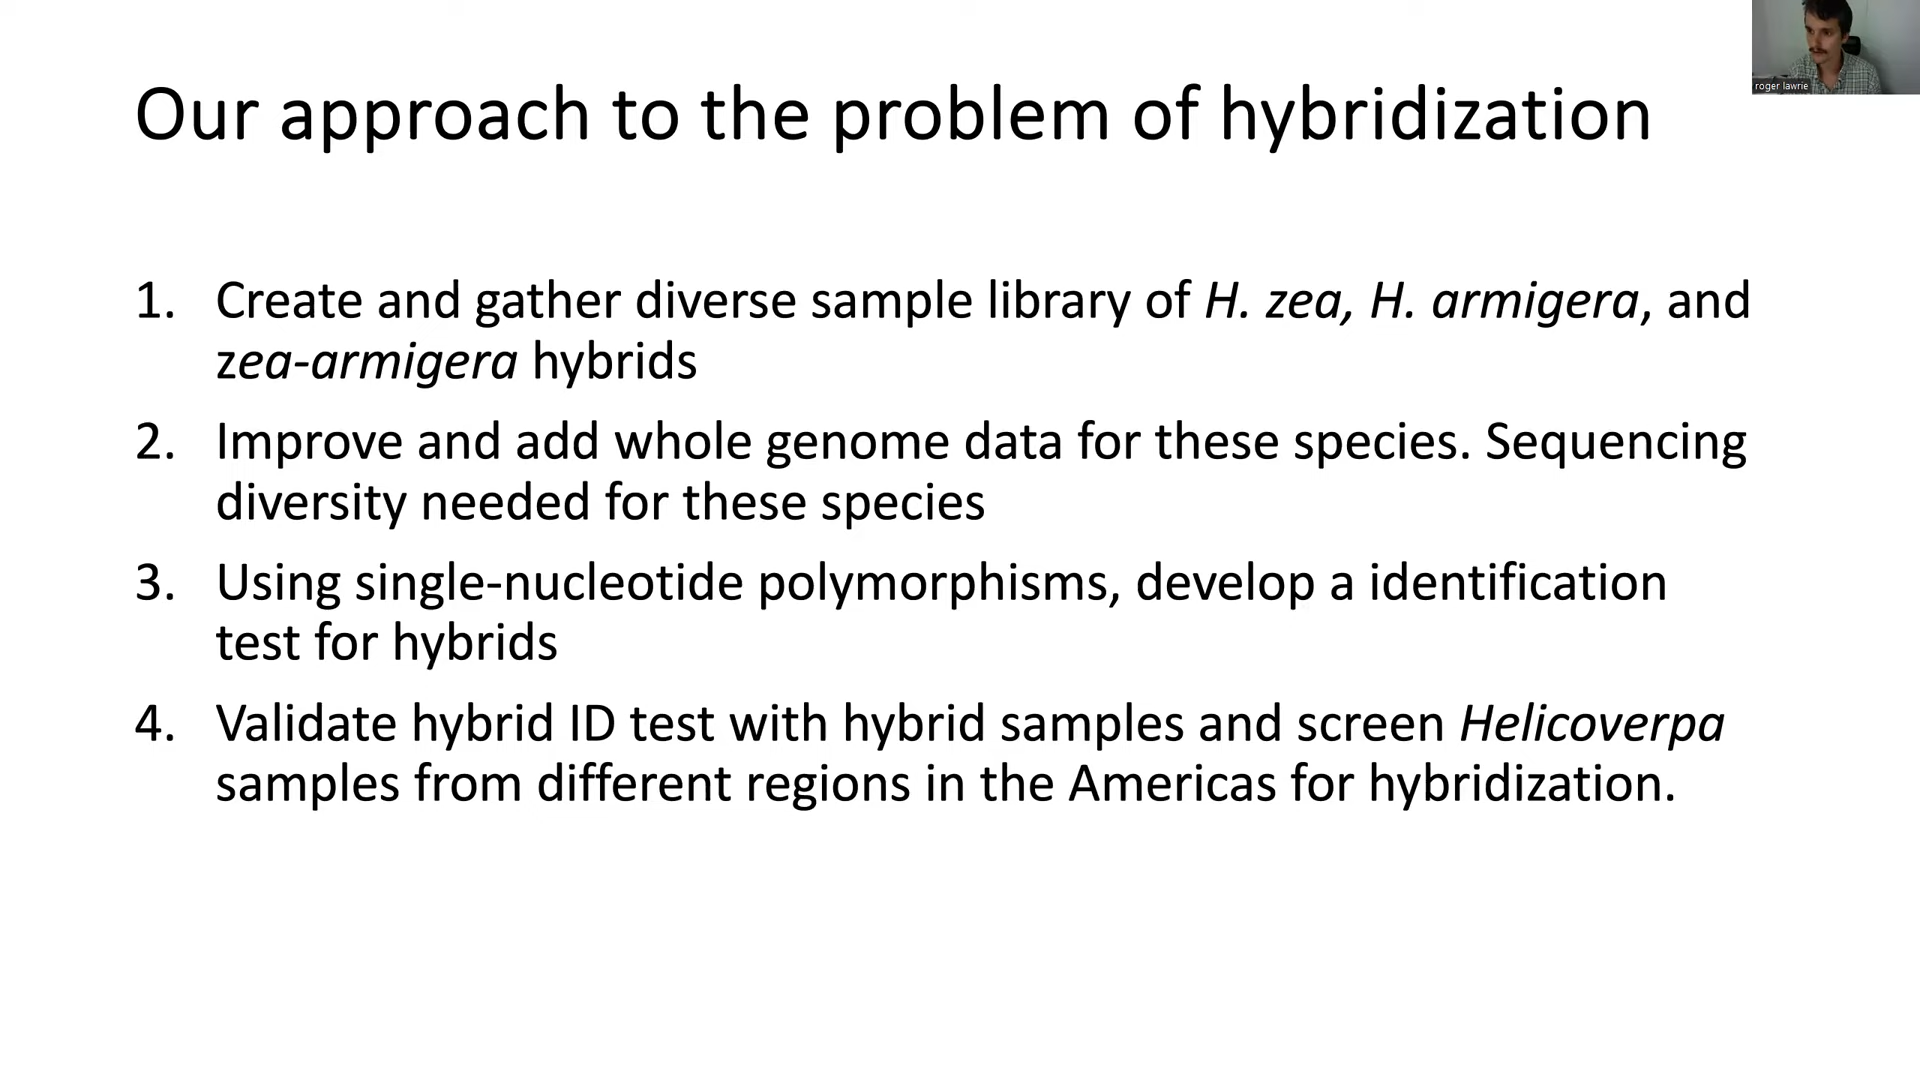 roger lawrie
Our approach to the problem of hybridization
1. Create and gather diverse sample library of H. zea, H. armigera, and
zea-armigera hybrids
2. Improve and add whole genome data for these species. Sequencing
diversity needed for these species
3. Using single-nucleotide polymorphisms, develop a identification
test for hybrids
4. Validate hybrid ID test with hybrid samples and screen Helicoverpa
samples from different regions in the Americas for hybridization.